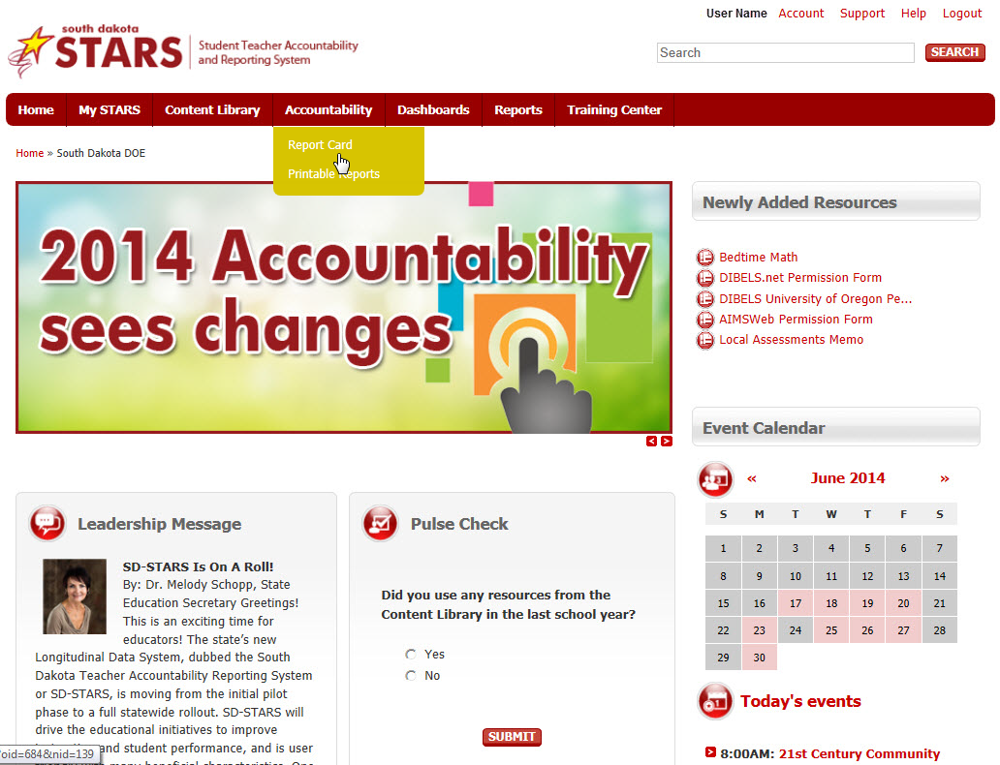 User Name Account Support Help Logout
south dakota
STARS
Student Teacher Accountability
and Reporting System
Search SEARCH
Home My STARS Content Library Accountability Dashboards Reports Training Center
Report Card
Printable Reports
Home » South Dakota DOE
2014 Accountability
sees changes
< >
Newly Added Resources
Bedtime Math
DIBELS.net Permission Form
DIBELS University of Oregon Pe...
AIMSWeb Permission Form
Local Assessments Memo
Event Calendar
« June 2014 »
S M T W T F S
1 2 3 4 5 6 7
8 9 10 11 12 13 14
15 16 17 18 19 20 21
22 23 24 25 26 27 28
29 30
Today's events
8:00AM: 21st Century Community
Leadership Message
SD-STARS Is On A Roll!
By: Dr. Melody Schopp, State
Education Secretary Greetings!
This is an exciting time for
educators! The state's new
Longitudinal Data System, dubbed the South
Dakota Teacher Accountability Reporting System
or SD-STARS, is moving from the initial pilot
phase to a full statewide rollout. SD-STARS will
drive the educational initiatives to improve
and student performance, and is user
oid=684&nid=139
Pulse Check
Did you use any resources from the
Content Library in the last school year?
Yes
No
SUBMIT